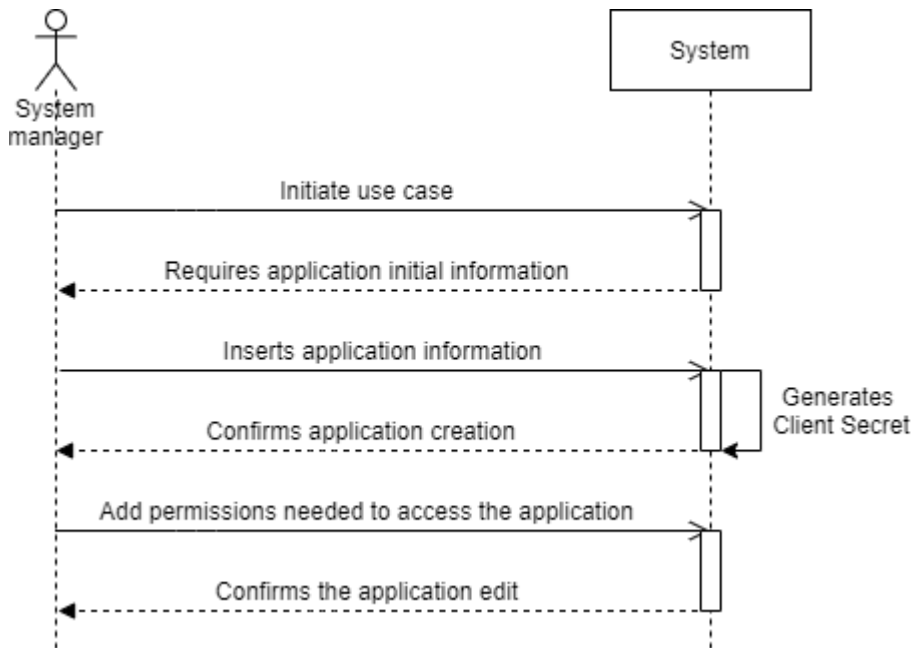 System
System
manager
Initiate use case
Requires application initial information
Inserts application information
Generates
Client Secret
Confirms application creation
Add permissions needed to access the application
Confirms the application edit